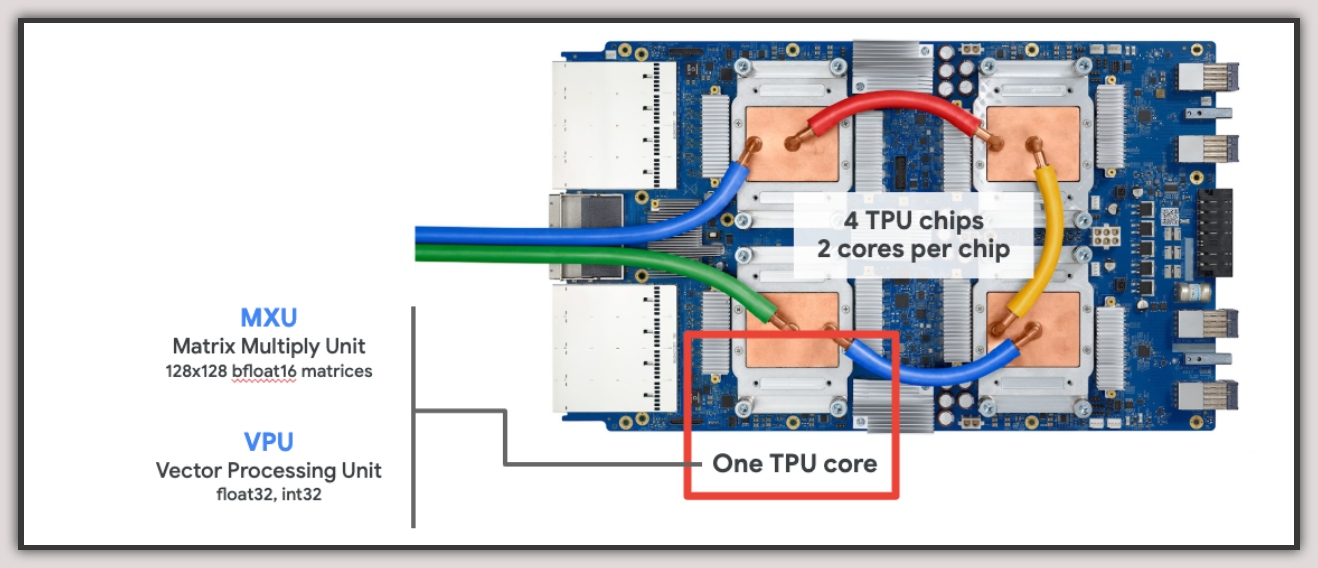 4 TPU chips
2 cores per chip
MXU
Matrix Multiply Unit
128x128 bfloat16 matrices
VPU
Vector Processing Unit
float32, int32
One TPU core